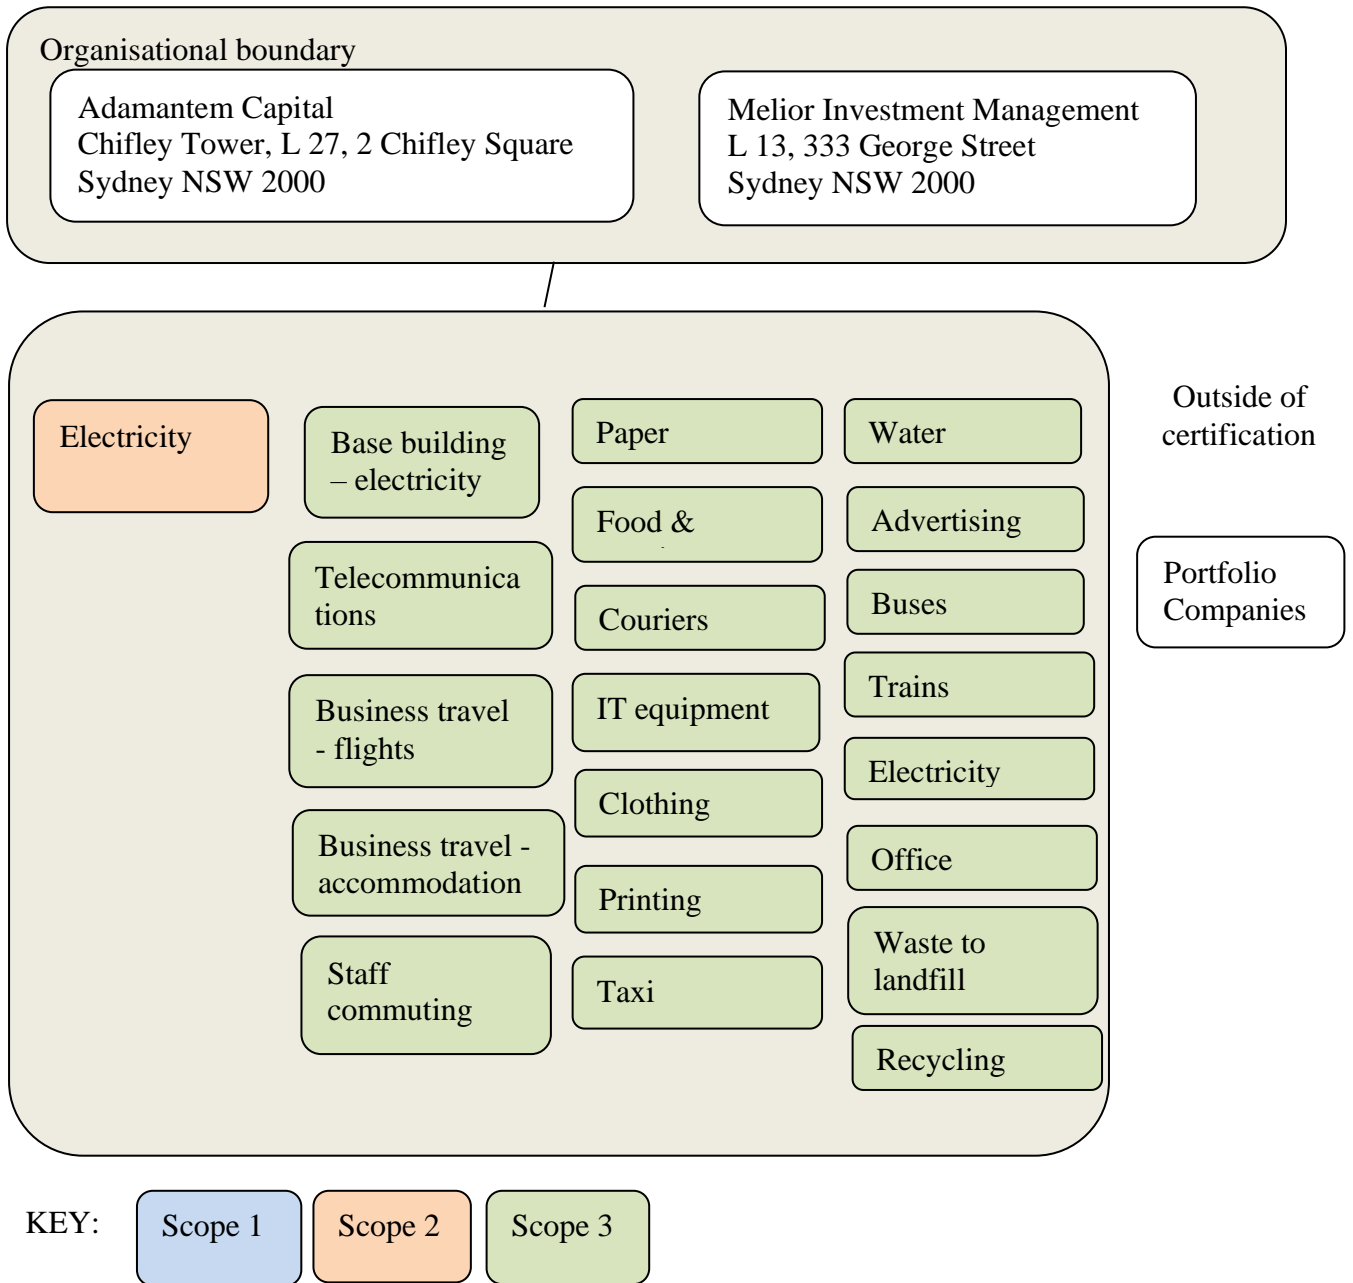 Organisational boundary
Adamantem Capital
Chifley Tower, L 27, 2 Chifley Square
Sydney NSW 2000
Melior Investment Management
L 13, 333 George Street
Sydney NSW 2000
Electricity
Base building
– electricity
Telecommunica
tions
Business travel
- flights
Business travel -
accommodation
Staff
commuting
Paper
Food &
Couriers
IT equipment
Clothing
Printing
Taxi
Water
Advertising
Buses
Trains
Electricity
Office
Waste to
landfill
Recycling
Outside of
certification
Portfolio
Companies
KEY:
Scope 1
Scope 2
Scope 3